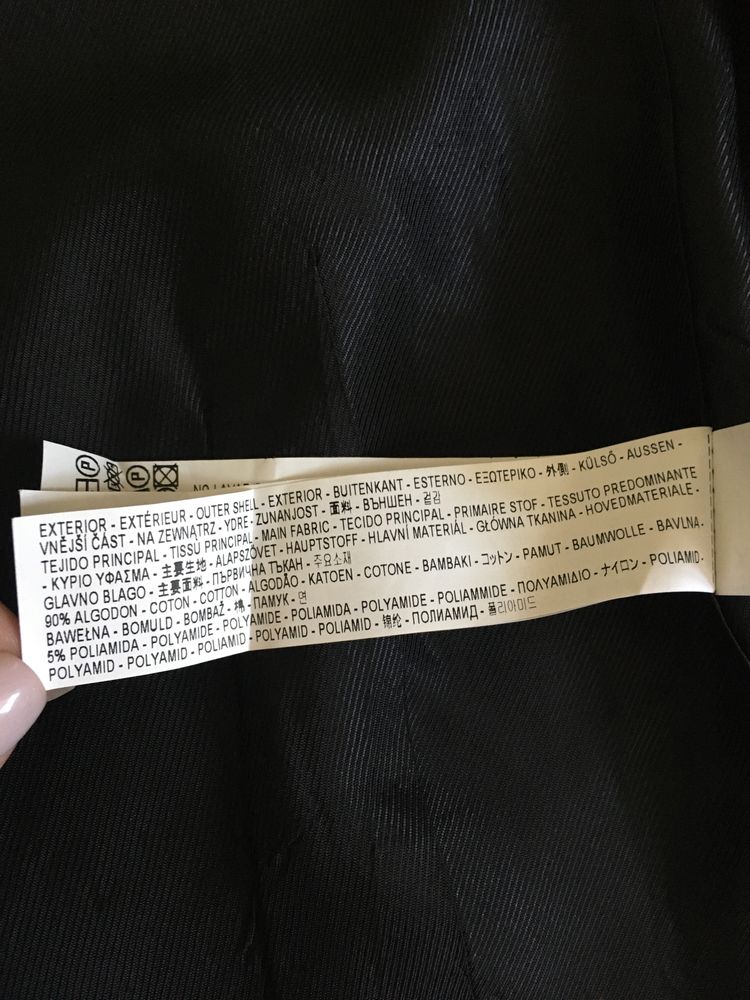 NO LAVAR
EXTERIOR - EXTÉRIEUR - OUTER SHELL - EXTERIOR - BUITENKANT - ESTERNO - ΕΞΩΤΕΡΙΚΟ - 外側 - KÜLSŐ - AUSSEN -
VNĚJŠÍ ČÁST - NA ZEWNĄTRZ - YDRE - ZUNANJOST - 面料 - ВЪНШЕН - 겉감
TEJIDO PRINCIPAL - TISSU PRINCIPAL - MAIN FABRIC - TECIDO PRINCIPAL - PRIMAIRE STOF - TESSUTO PREDOMINANTE
- ΚΥΡΙΟ ΥΦΑΣΜΑ - 主要生地 - ALAPSZÖVET - HAUPTSTOFF - HLAVNÍ MATERIÁL - GŁÓWNA TKANINA - HOVEDMATERIALE -
GLAVNO BLAGO - 主要面料 - ПЪРВИЧНА ТЪКАН - 주요소재
90% ALGODON - COTON - COTTON - ALGODÃO - KATOEN - COTONE - ΒΑΜΒΑΚΙ - コットン - PAMUT - BAUMWOLLE - BAVLNA -
BAWEŁNA - BOMULD - BOMBAŽ - 棉 - ПАМУК - 면
5% POLIAMIDA - POLYAMIDE - POLYAMIDE - POLIAMIDA - POLYAMIDE - POLIAMMIDE - ΠΟΛΥΑΜΙΔΙΟ - ナイロン - POLIAMID -
POLYAMID - POLYAMID - POLIAMID - POLYAMID - POLIAMID - 锦纶 - ПОЛИАМИД - 폴리아미드